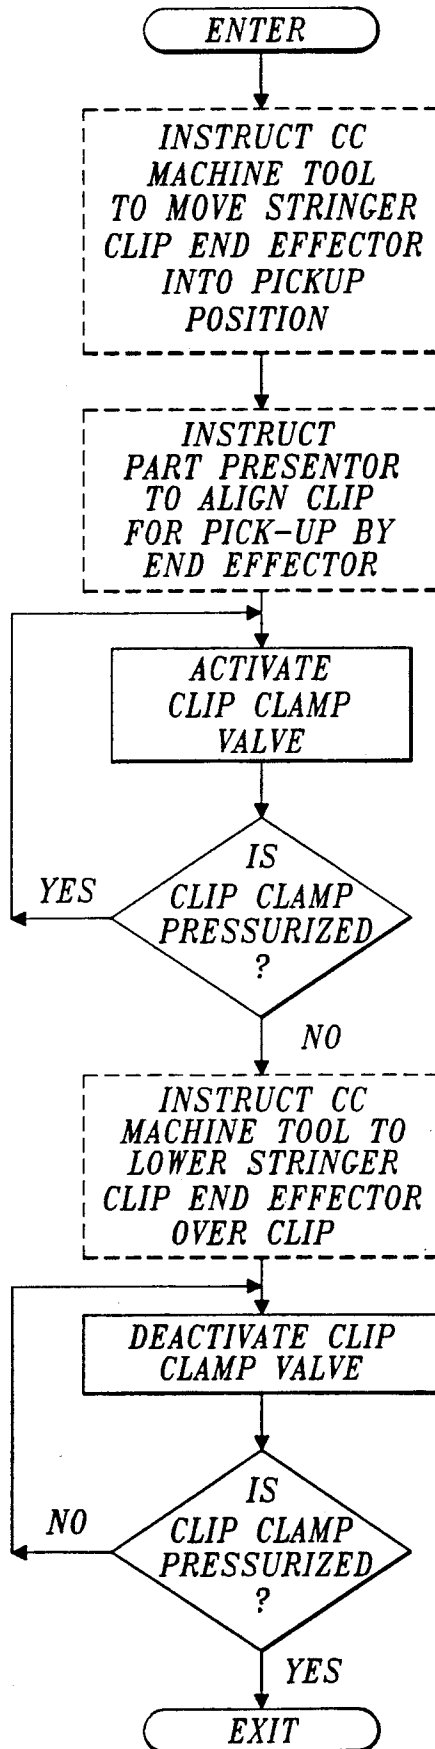 ENTER
INSTRUCT CC
MACHINE TOOL
TO MOVE STRINGER
CLIP END EFFECTOR
INTO PICKUP
POSITION
INSTRUCT
PART PRESENTOR
TO ALIGN CLIP
FOR PICK-UP BY
END EFFECTOR
ACTIVATE
CLIP CLAMP
VALVE
IS
CLIP CLAMP
PRESSURIZED
?
YES
NO
INSTRUCT CC
MACHINE TOOL TO
LOWER STRINGER
CLIP END EFFECTOR
OVER CLIP
DEACTIVATE CLIP
CLAMP VALVE
IS
CLIP CLAMP
PRESSURIZED
?
NO
YES
EXIT